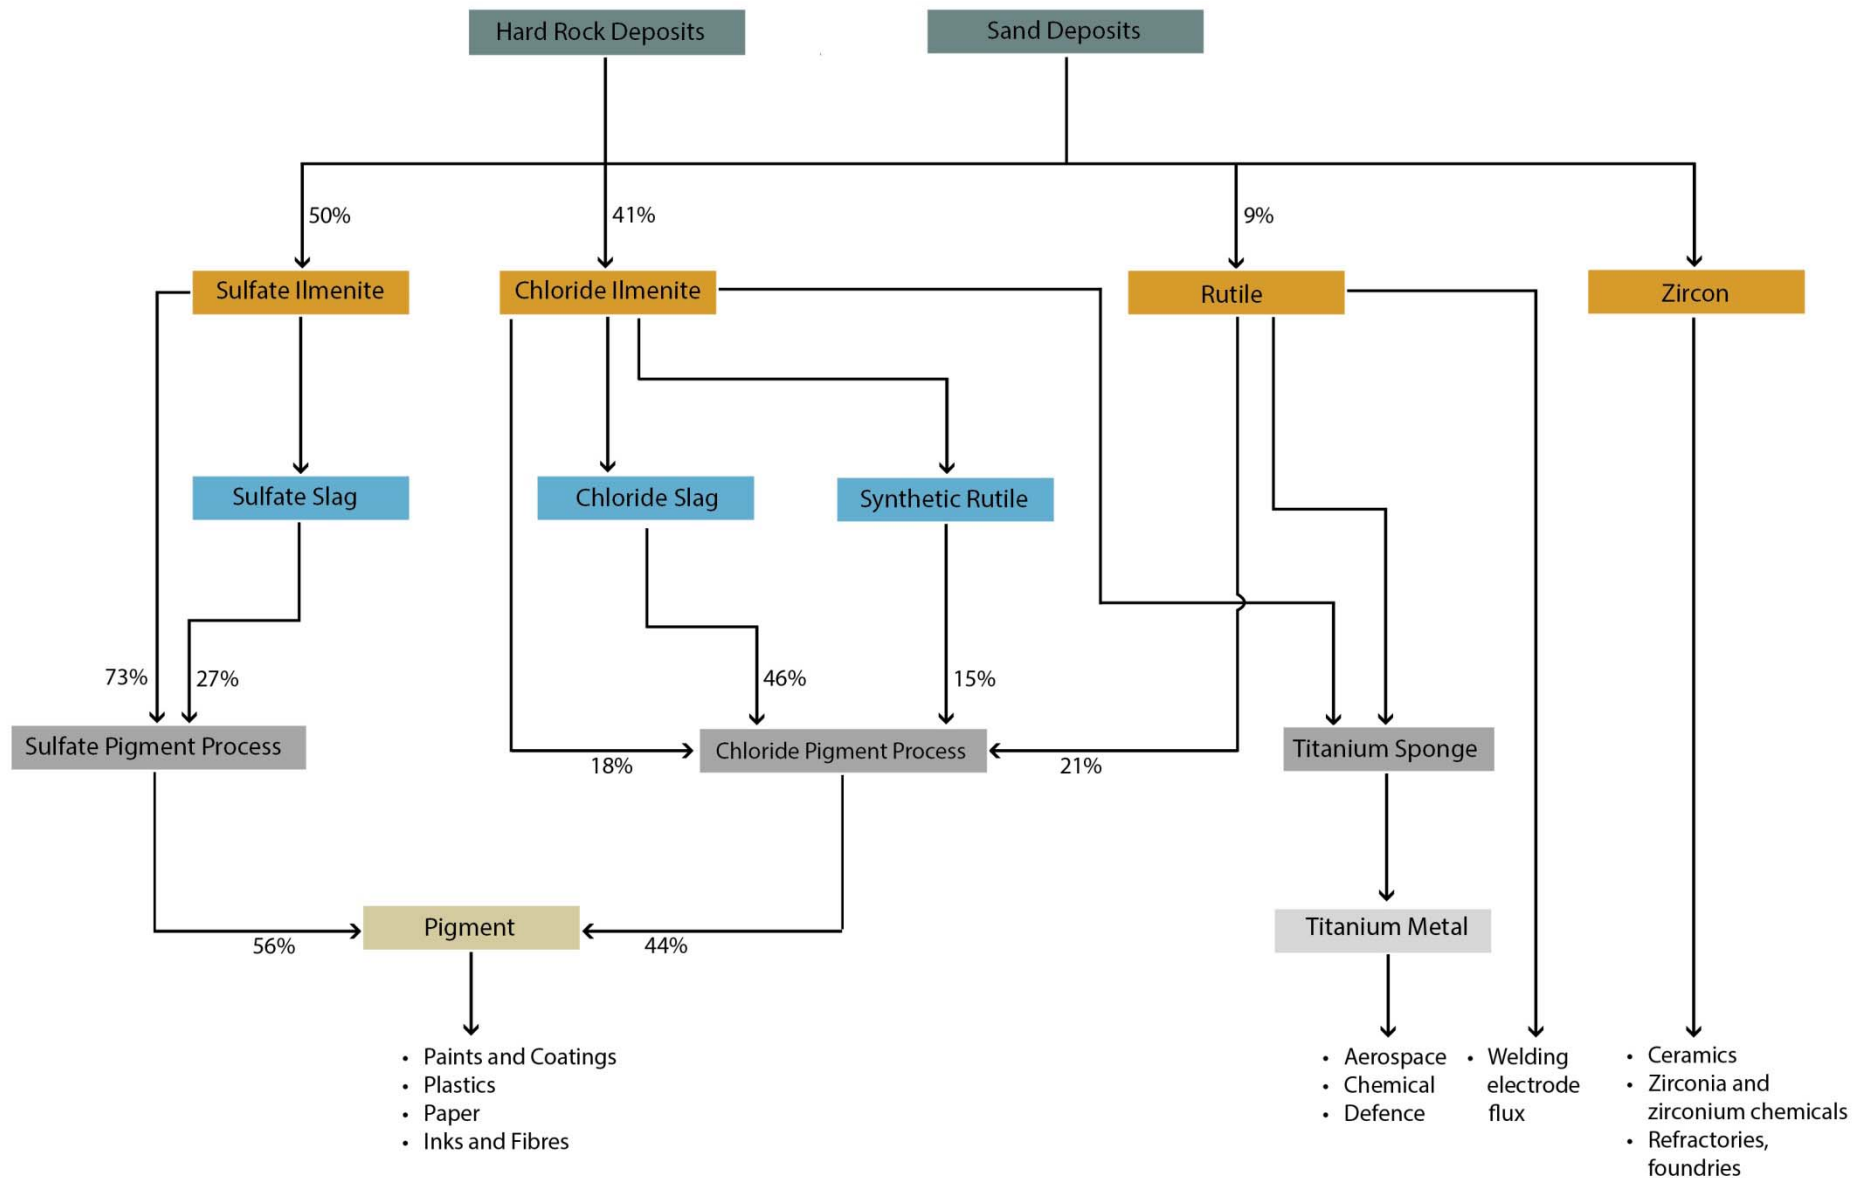 Hard Rock Deposits
Sand Deposits
50%
41%
9%
Sulfate Ilmenite
Chloride Ilmenite
Rutile
Zircon
Sulfate Slag
Chloride Slag
Synthetic Rutile
73%
27%
46%
15%
Sulfate Pigment Process
Chloride Pigment Process
Titanium Sponge
18%
21%
Pigment
Titanium Metal
56%
44%
• Paints and Coatings
• Plastics
• Paper
• Inks and Fibres
• Aerospace
• Chemical
• Defence
• Welding
electrode
flux
• Ceramics
• Zirconia and
zirconium chemicals
• Refractories,
foundries